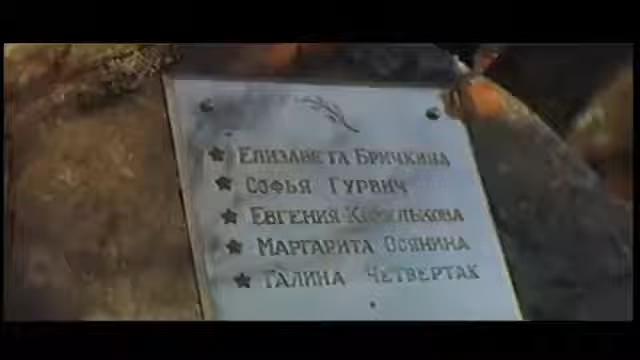 ЕЛИЗАВЕТА БРИЧКИНА
СОФЬЯ ГУРВИЧ
ЕВГЕНИЯ КОМЕЛЬКОВА
МАРГАРИТА ОСЯНИНА
ГАЛИНА ЧЕТВЕРТАК